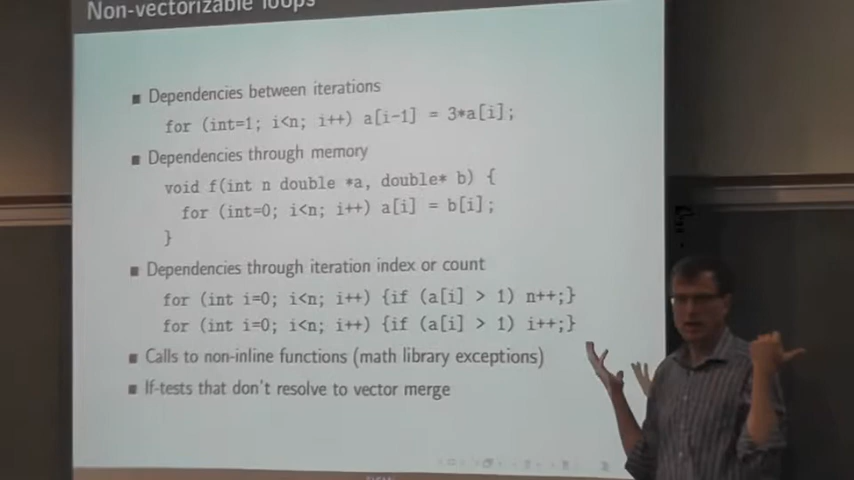 Non-vectorizable loops
■ Dependencies between iterations
for (int=1; i<n; i++) a[i-1] = 3*a[i];
■ Dependencies through memory
void f(int n double *a, double* b) {
for (int=0; i<n; i++) a[i] = b[i];
}
■ Dependencies through iteration index or count
for (int i=0; i<n; i++) {if (a[i] > 1) n++;}
for (int i=0; i<n; i++) {if (a[i] > 1) i++;}
■ Calls to non-inline functions (math library exceptions)
■ If-tests that don't resolve to vector merge